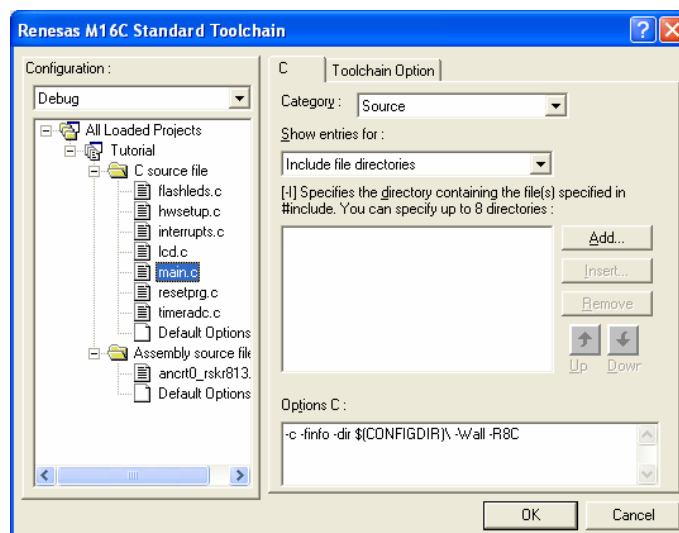 Renesas M16C Standard Toolchain
Configuration :
Debug
All Loaded Projects
Tutorial
C source file
flashleds.c
hwsetup.c
interrupts.c
lcd.c
main.c
resetprg.c
timeradc.c
Default Options
Assembly source file
ancrt0_rskr813.
Default Options
C
Toolchain Option
Category :
Source
Show entries for :
Include file directories
[-I] Specifies the directory containing the file(s) specified in
#include. You can specify up to 8 directories :
Add...
Insert...
Remove
Up
Down
Options C :
-c -finfo -dir $(CONFIGDIR)\ -Wall -R8C
OK
Cancel